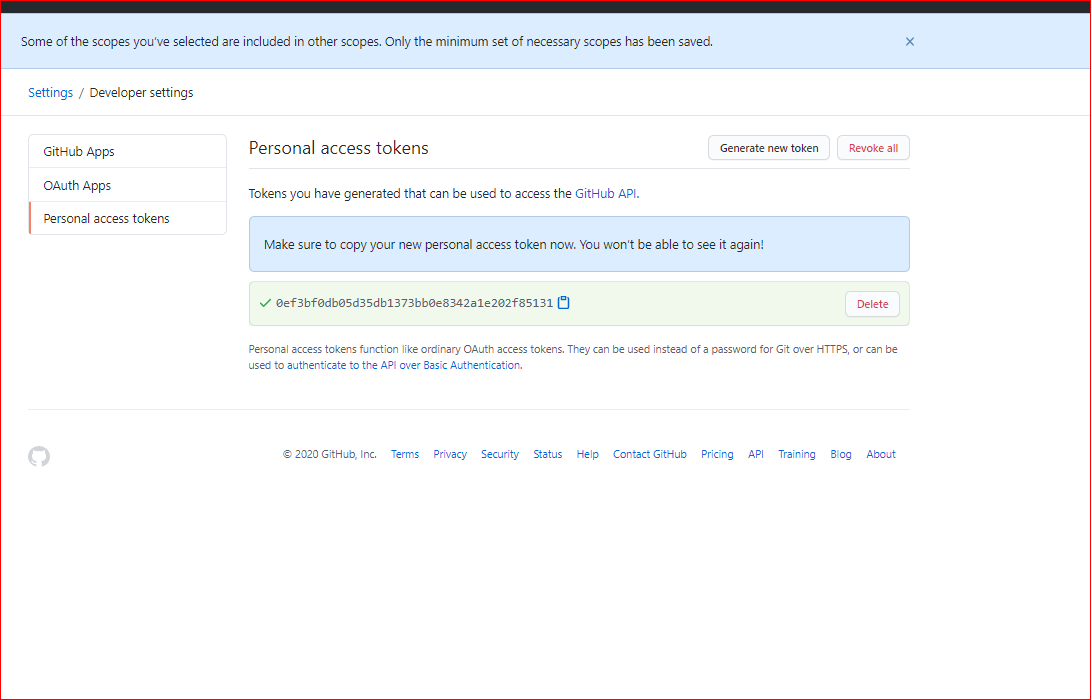 Some of the scopes you've selected are included in other scopes. Only the minimum set of necessary scopes has been saved.
Settings / Developer settings
GitHub Apps
OAuth Apps
Personal access tokens
Personal access tokens
Generate new token
Revoke all
Tokens you have generated that can be used to access the GitHub API.
Make sure to copy your new personal access token now. You won't be able to see it again!
0ef3bf0db05d35db1373bb0e8342a1e202f85131
Delete
Personal access tokens function like ordinary OAuth access tokens. They can be used instead of a password for Git over HTTPS, or can be
used to authenticate to the API over Basic Authentication.
© 2020 GitHub, Inc. Terms Privacy Security Status Help Contact GitHub Pricing API Training Blog About